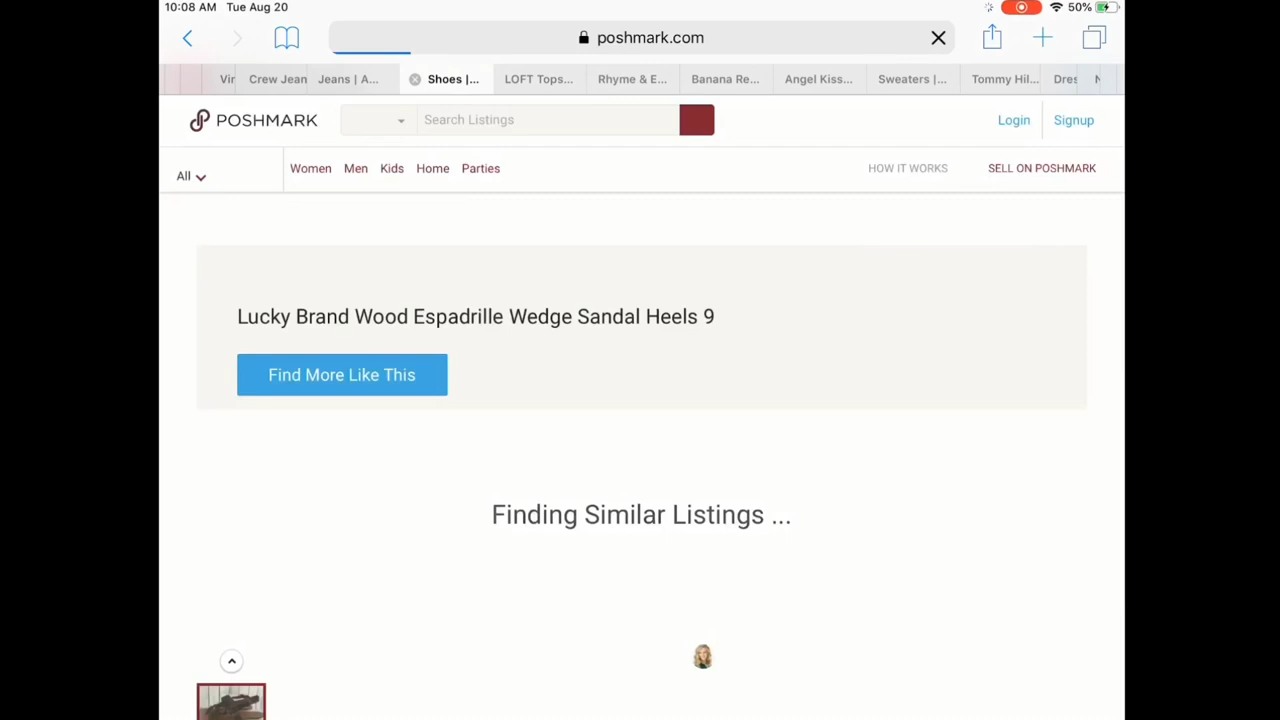 10:08 AM Tue Aug 20 50%
poshmark.com
Vir Crew Jean Jeans | A... Shoes |... LOFT Tops... Rhyme & E... Banana Re... Angel Kiss... Sweaters |... Tommy Hil... Dres N
POSHMARK Search Listings Login Signup
All Women Men Kids Home Parties HOW IT WORKS SELL ON POSHMARK
Lucky Brand Wood Espadrille Wedge Sandal Heels 9
Find More Like This
Finding Similar Listings ...